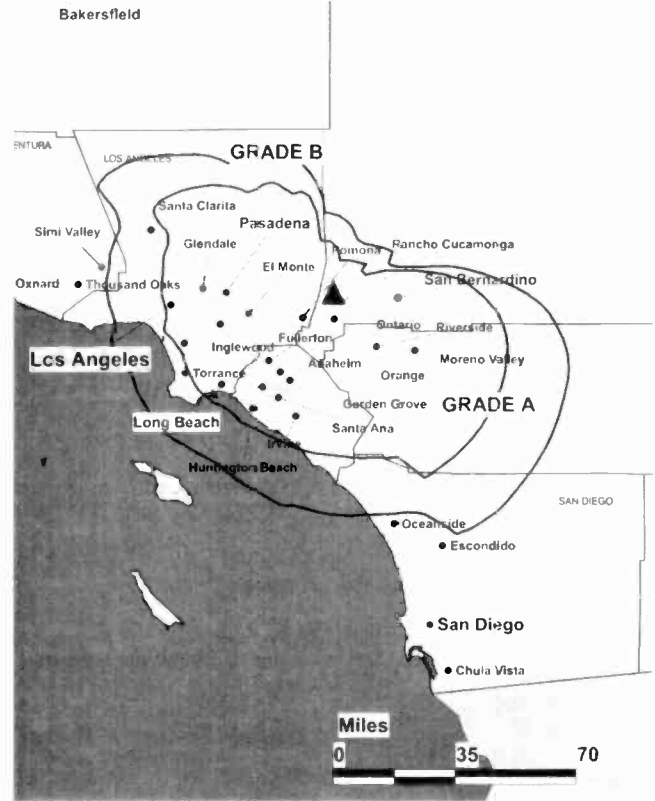 Bakersfield
ENTURA
LOS ANGELES
GRADE B
Santa Clarita
Pasadena
Simi Valley
Glendale
Pomona
Rancho Cucamonga
El Monte
San Bernardino
Oxnard
Thousand Oaks
Ontario
Riverside
Inglewood
Fullerton
Los Angeles
Anaheim
Moreno Valley
Torrance
Orange
Garden Grove
GRADE A
Long Beach
Santa Ana
Irvine
Huntington Beach
SAN DIEGO
Oceanside
Escondido
San Diego
Chula Vista
Miles
0 35 70